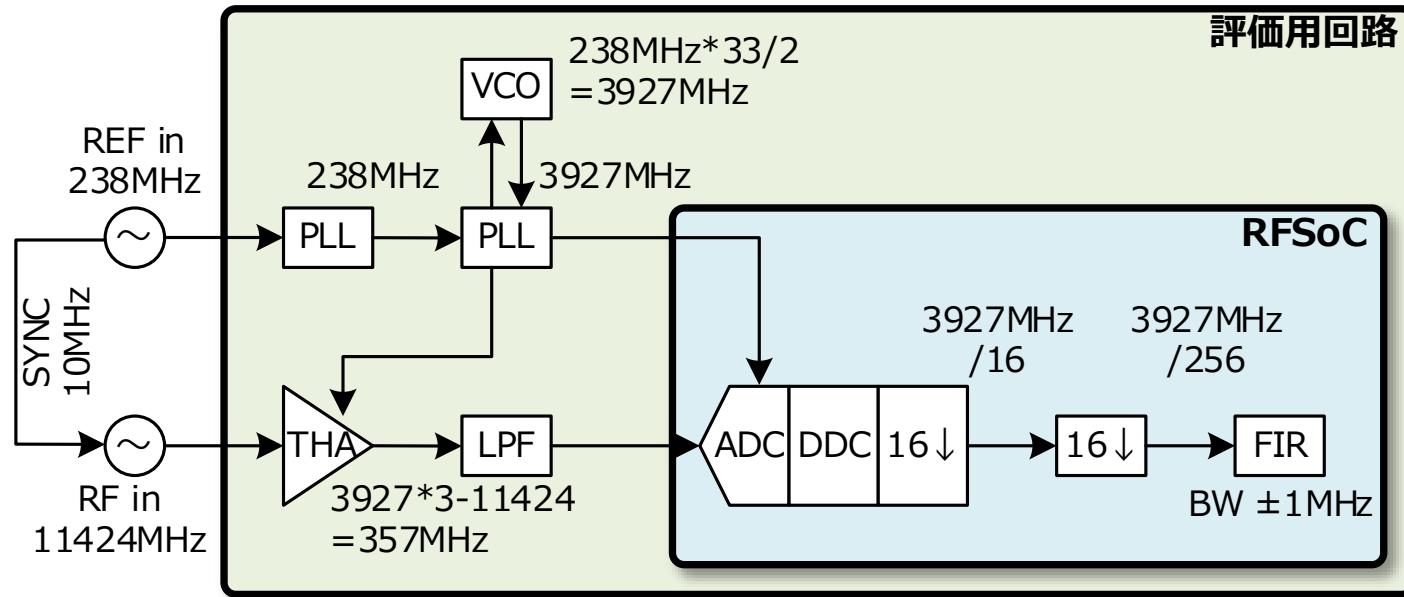 評価用回路
238MHz*33/2
=3927MHz
VCO
REF in
238MHz
238MHz
3927MHz
PLL
PLL
RFSoC
SYNC
10MHz
3927MHz
/16
3927MHz
/256
THA
LPF
ADC
DDC
16↓
16↓
FIR
RF in
11424MHz
3927*3-11424
=357MHz
BW ±1MHz